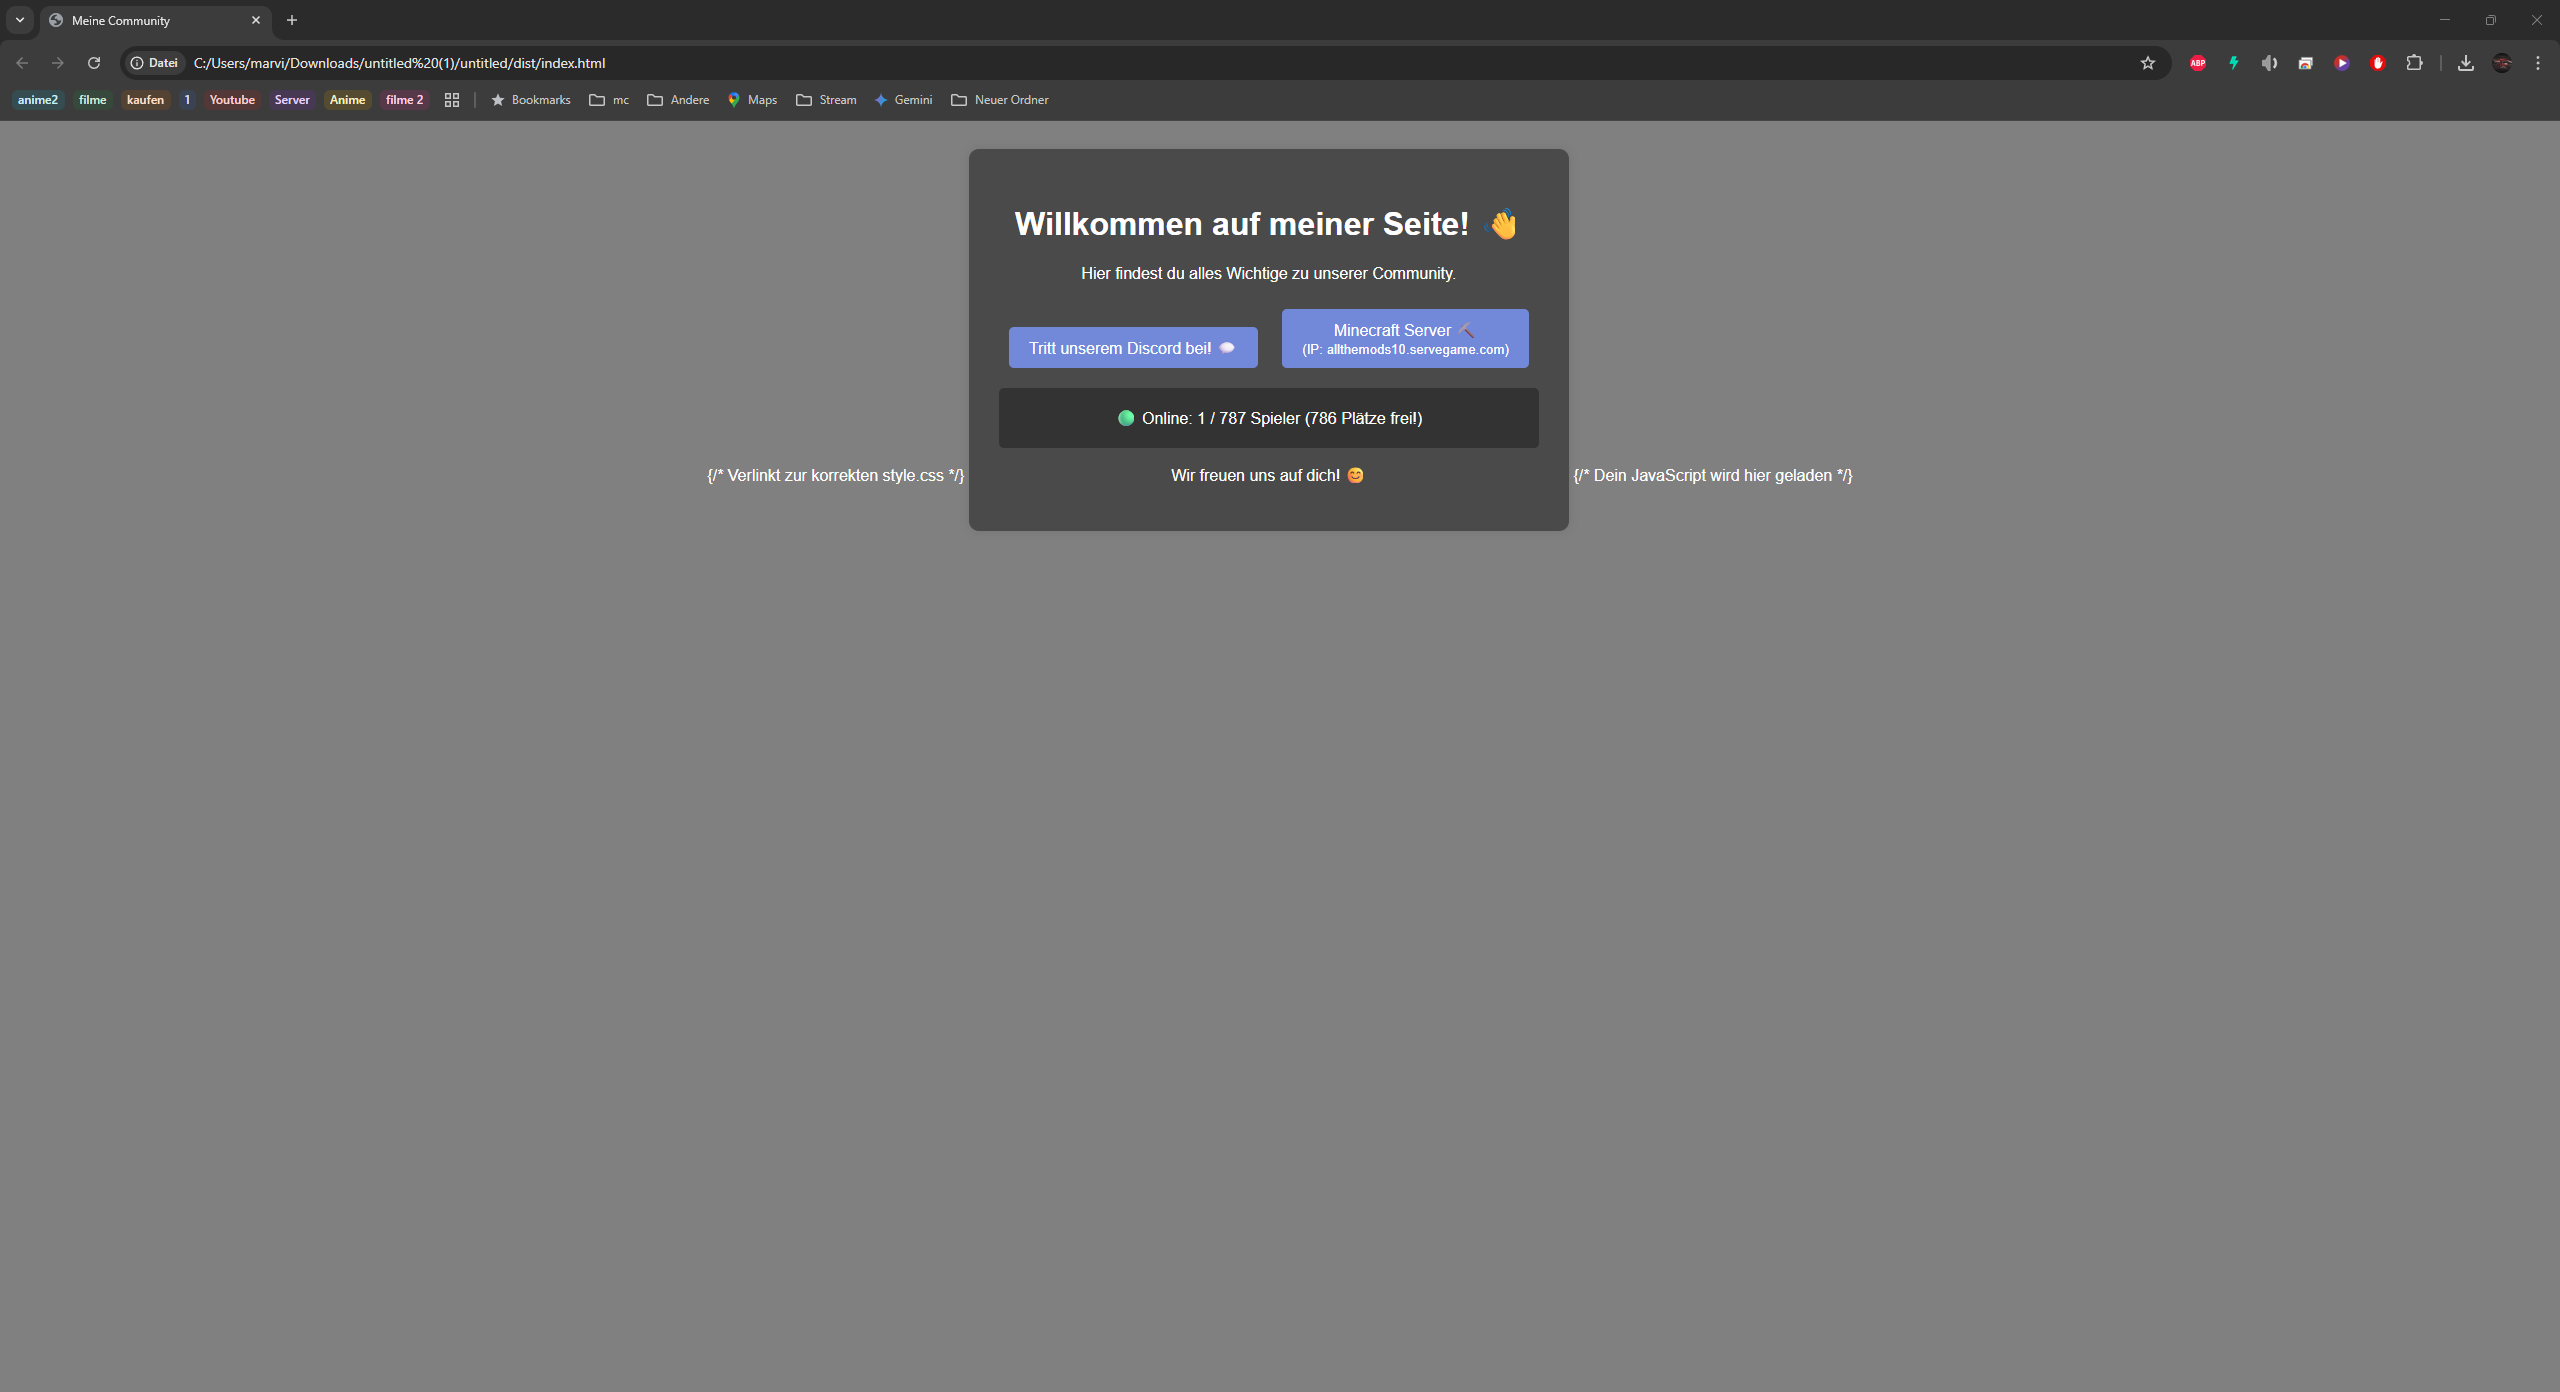 Meine Community
Datei C:/Users/marvi/Downloads/untitled%20(1)/untitled/dist/index.html
ABP
anime2 filme kaufen 1 Youtube Server Anime filme 2 Bookmarks mc Andere Maps Stream Gemini Neuer Ordner
Willkommen auf meiner Seite! 👋
Hier findest du alles Wichtige zu unserer Community.
Tritt unserem Discord bei! 💬
Minecraft Server ⛏️
(IP: allthemods10.servegame.com)
🟢 Online: 1 / 787 Spieler (786 Plätze frei!)
{/* Verlinkt zur korrekten style.css */}
Wir freuen uns auf dich! 😊
{/* Dein JavaScript wird hier geladen */}